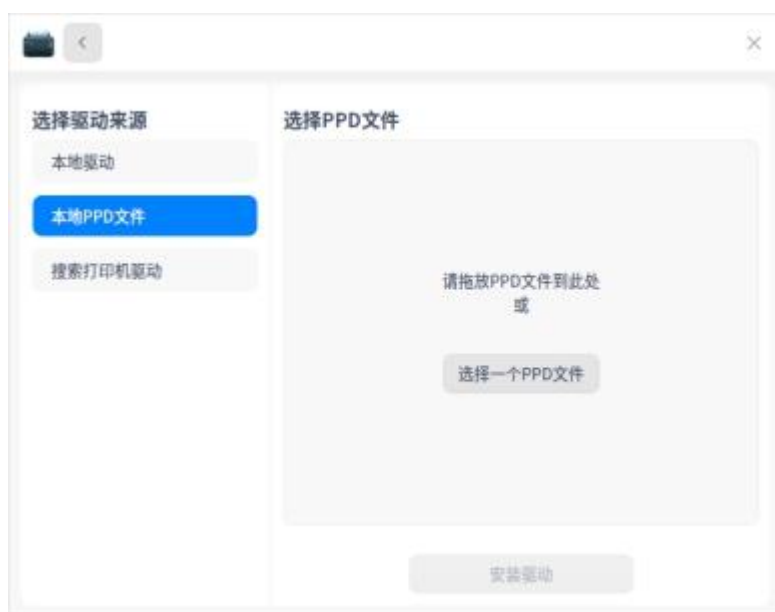 选择驱动来源
本地驱动
本地PPD文件
搜索打印机驱动
选择PPD文件
请拖放PPD文件到此处
或
选择一个PPD文件
安装驱动